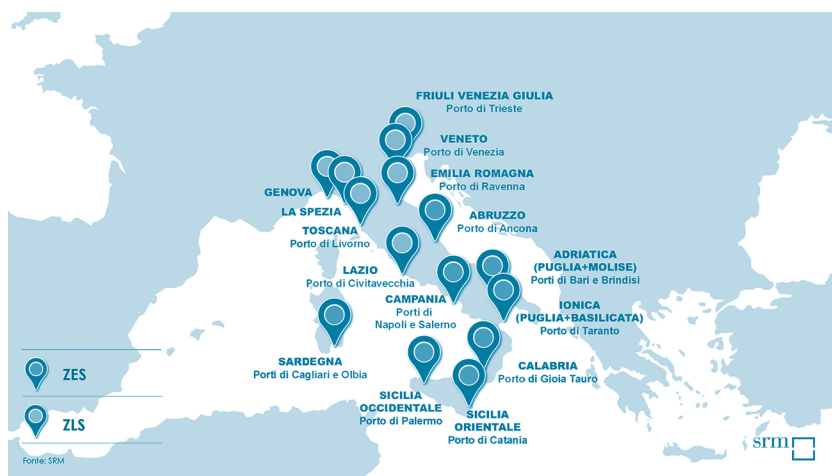 FRIULI VENEZIA GIULIA
Porto di Trieste
VENETO
Porto di Venezia
EMILIA ROMAGNA
Porto di Ravenna
GENOVA
LA SPEZIA
TOSCANA
Porto di Livorno
ABRUZZO
Porto di Ancona
LAZIO
Porto di Civitavecchia
ADRIATICA
(PUGLIA+MOLISE)
Porti di Bari e Brindisi
CAMPANIA
Porti di
Napoli e Salerno
IONICA
(PUGLIA+BASILICATA)
Porto di Taranto
SARDEGNA
Porti di Cagliari e Olbia
CALABRIA
Porto di Gioia Tauro
SICILIA
OCCIDENTALE
Porto di Palermo
SICILIA
ORIENTALE
Porto di Catania
ZES
ZLS
Fonte: SRM
srm